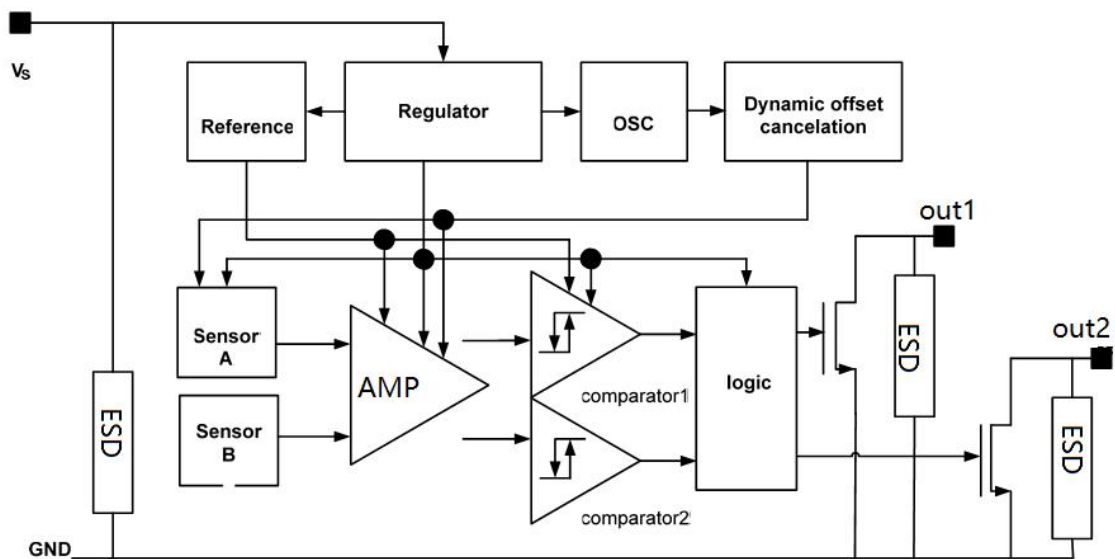 Vs
Reference
Regulator
OSC
Dynamic offset
cancelation
out1
out2
Sensor
A
AMP
comparator1
logic
ESD
ESD
ESD
Sensor
B
comparator2
GND